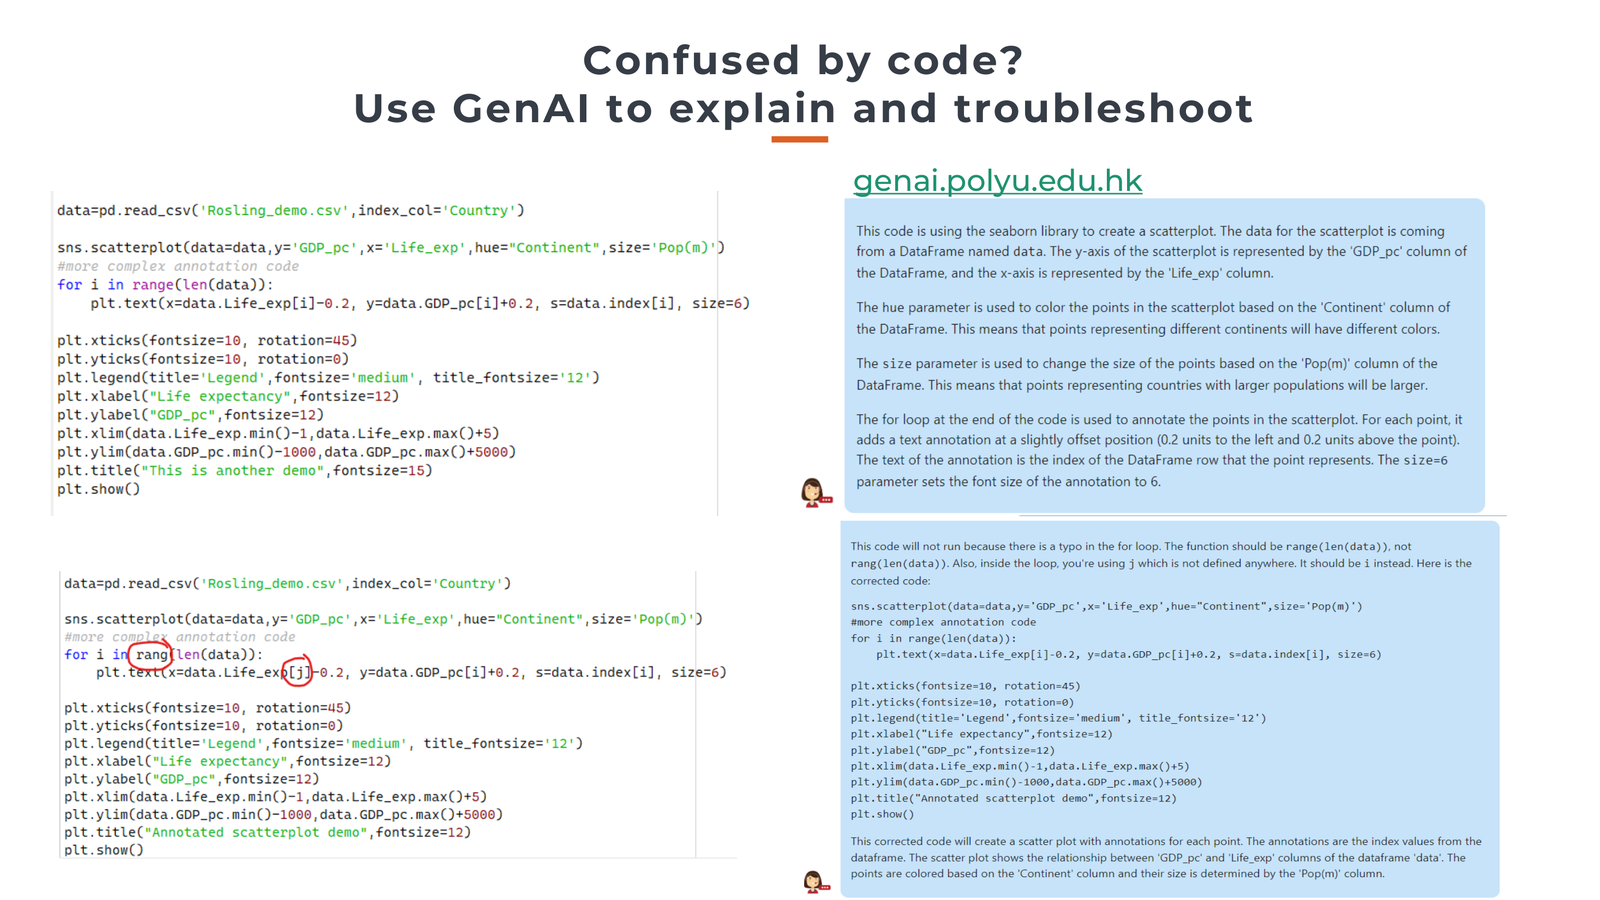 Confused by code?
Use GenAI to explain and troubleshoot
genai.polyu.edu.hk
data=pd.read_csv('Rosling_demo.csv',index_col='Country')
sns.scatterplot(data=data,y='GDP_pc',x='Life_exp',hue="Continent",size='Pop(m)')
#more complex annotation code
for i in range(len(data)):
    plt.text(x=data.Life_exp[i]-0.2, y=data.GDP_pc[i]+0.2, s=data.index[i], size=6)
plt.xticks(fontsize=10, rotation=45)
plt.yticks(fontsize=10, rotation=0)
plt.legend(title='Legend',fontsize='medium', title_fontsize='12')
plt.xlabel("Life expectancy",fontsize=12)
plt.ylabel("GDP_pc",fontsize=12)
plt.xlim(data.Life_exp.min()-1,data.Life_exp.max()+5)
plt.ylim(data.GDP_pc.min()-1000,data.GDP_pc.max()+5000)
plt.title("This is another demo",fontsize=15)
plt.show()
This code is using the seaborn library to create a scatterplot. The data for the scatterplot is coming
from a DataFrame named data. The y-axis of the scatterplot is represented by the 'GDP_pc' column of
the DataFrame, and the x-axis is represented by the 'Life_exp' column.
The hue parameter is used to color the points in the scatterplot based on the 'Continent' column of
the DataFrame. This means that points representing different continents will have different colors.
The size parameter is used to change the size of the points based on the 'Pop(m)' column of the
DataFrame. This means that points representing countries with larger populations will be larger.
The for loop at the end of the code is used to annotate the points in the scatterplot. For each point, it
adds a text annotation at a slightly offset position (0.2 units to the left and 0.2 units above the point).
The text of the annotation is the index of the DataFrame row that the point represents. The size=6
parameter sets the font size of the annotation to 6.
data=pd.read_csv('Rosling_demo.csv',index_col='Country')
sns.scatterplot(data=data,y='GDP_pc',x='Life_exp',hue="Continent",size='Pop(m)')
#more complex annotation code
for i in rang(len(data)):
    plt.text(x=data.Life_exp[j]-0.2, y=data.GDP_pc[i]+0.2, s=data.index[i], size=6)
plt.xticks(fontsize=10, rotation=45)
plt.yticks(fontsize=10, rotation=0)
plt.legend(title='Legend',fontsize='medium', title_fontsize='12')
plt.xlabel("Life expectancy",fontsize=12)
plt.ylabel("GDP_pc",fontsize=12)
plt.xlim(data.Life_exp.min()-1,data.Life_exp.max()+5)
plt.ylim(data.GDP_pc.min()-1000,data.GDP_pc.max()+5000)
plt.title("Annotated scatterplot demo",fontsize=12)
plt.show()
This code will not run because there is a typo in the for loop. The function should be range(len(data)), not
rang(len(data)). Also, inside the loop, you're using j which is not defined anywhere. It should be i instead. Here is the
corrected code:
sns.scatterplot(data=data,y='GDP_pc',x='Life_exp',hue="Continent",size='Pop(m)')
#more complex annotation code
for i in range(len(data)):
    plt.text(x=data.Life_exp[i]-0.2, y=data.GDP_pc[i]+0.2, s=data.index[i], size=6)
plt.xticks(fontsize=10, rotation=45)
plt.yticks(fontsize=10, rotation=0)
plt.legend(title='Legend',fontsize='medium', title_fontsize='12')
plt.xlabel("Life expectancy",fontsize=12)
plt.ylabel("GDP_pc",fontsize=12)
plt.xlim(data.Life_exp.min()-1,data.Life_exp.max()+5)
plt.ylim(data.GDP_pc.min()-1000,data.GDP_pc.max()+5000)
plt.title("Annotated scatterplot demo",fontsize=12)
plt.show()
This corrected code will create a scatter plot with annotations for each point. The annotations are the index values from the
dataframe. The scatter plot shows the relationship between 'GDP_pc' and 'Life_exp' columns of the dataframe 'data'. The
points are colored based on the 'Continent' column and their size is determined by the 'Pop(m)' column.